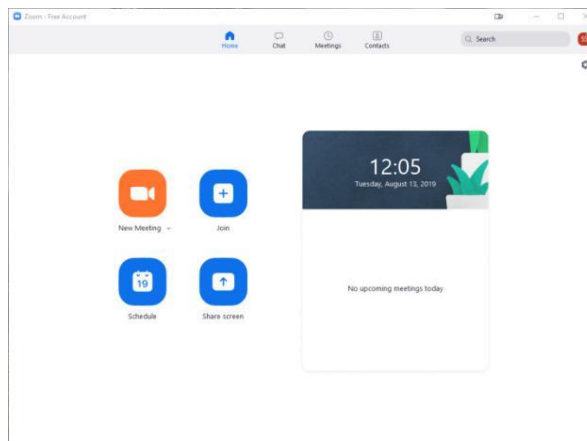 Zoom - Free Account
Home
Chat
Meetings
Contacts
Search
12:05
Tuesday, August 13, 2019
New Meeting
Join
19
Schedule
Share screen
No upcoming meetings today